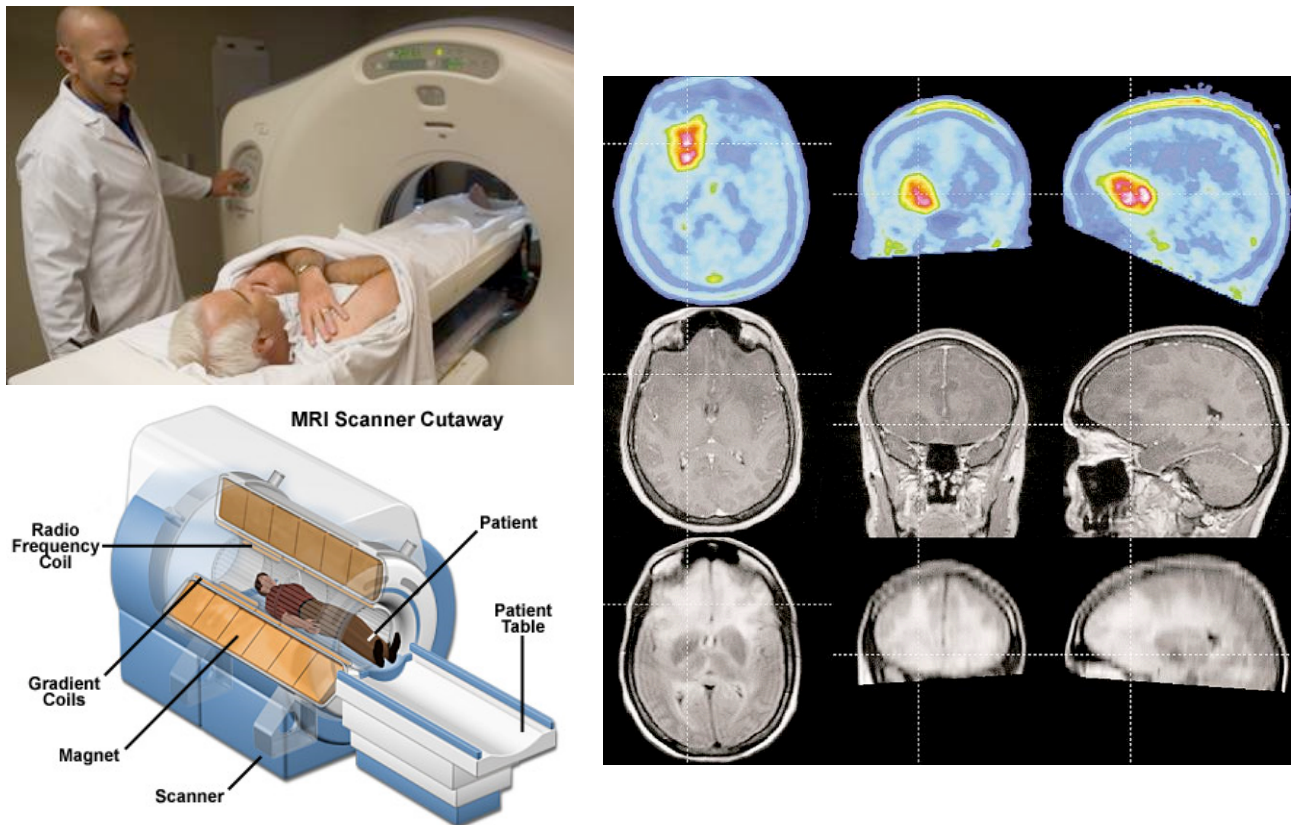 MRI Scanner Cutaway
Radio
Frequency
Coil
Patient
Patient
Table
Gradient
Coils
Magnet
Scanner